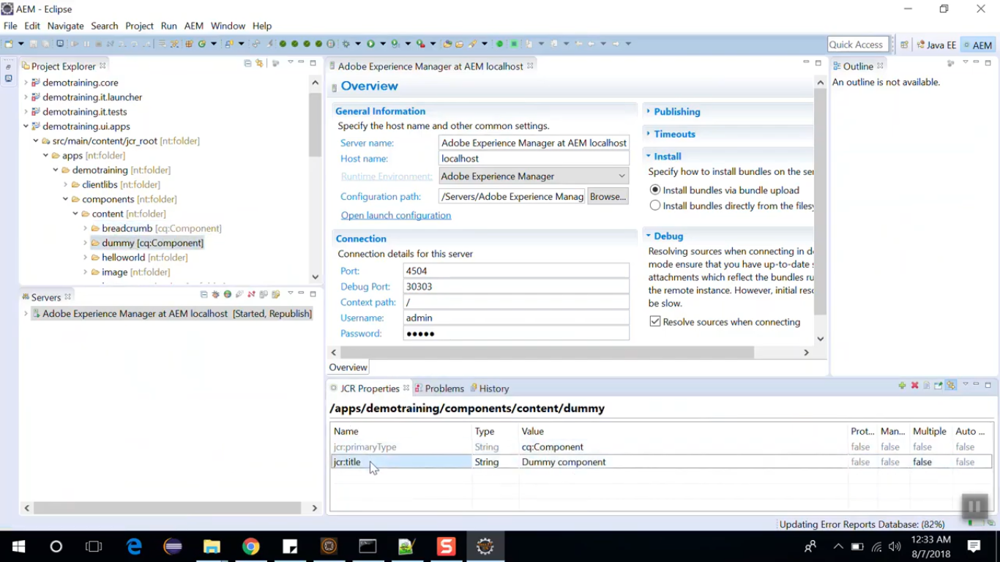 AEM - Eclipse
File Edit Navigate Search Project Run AEM Window Help
Quick Access Java EE AEM
Project Explorer
demotraining.core
demotraining.it.launcher
demotraining.it.tests
demotraining.ui.apps
src/main/content/jcr_root [nt:folder]
apps [nt:folder]
demotraining [nt:folder]
clientlibs [nt:folder]
components [nt:folder]
content [nt:folder]
breadcrumb [cq:Component]
dummy [cq:Component]
helloworld [nt:folder]
image [nt:folder]
Servers
Adobe Experience Manager at AEM localhost [Started, Republish]
Adobe Experience Manager at AEM localhost
Overview
General Information
Specify the host name and other common settings.
Server name: Adobe Experience Manager at AEM localhost
Host name: localhost
Runtime Environment: Adobe Experience Manager
Configuration path: /Servers/Adobe Experience Manag Browse...
Open launch configuration
Connection
Connection details for this server
Port: 4504
Debug Port: 30303
Context path: /
Username: admin
Password: ●●●●●
Publishing
Timeouts
Install
Specify how to install bundles on the ser
Install bundles via bundle upload
Install bundles directly from the filesy
Debug
Resolving sources when connecting in de
mode ensure that you have up-to-date s
attachments which reflect the bundles ru
the remote instance. However, initial resc
be slow.
Resolve sources when connecting
Overview
Outline
An outline is not available.
JCR Properties Problems History
/apps/demotraining/components/content/dummy
Name Type Value Prot... Man... Multiple Auto ...
jcr:primaryType String cq:Component false false false false
jcr:title String Dummy component false false false false
Updating Error Reports Database: (82%)
12:33 AM
8/7/2018